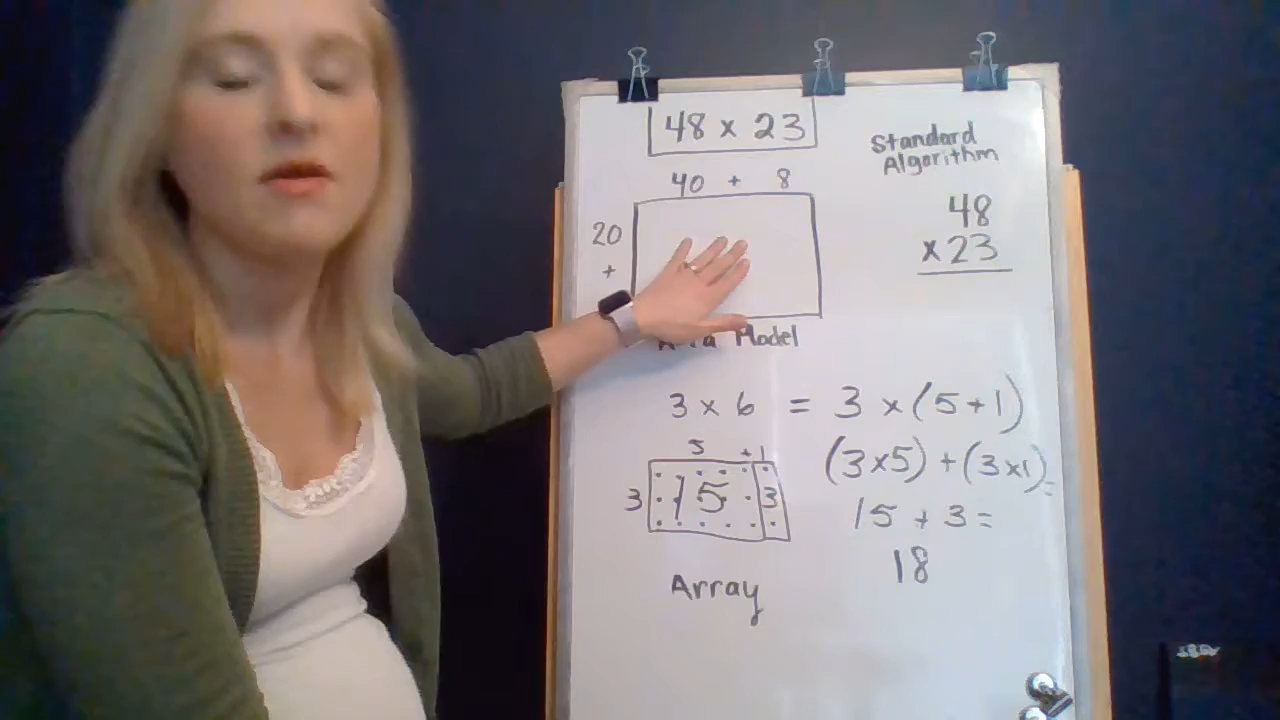 48 x 23
40 + 8
20
+
Model
Standard
Algorithm
48
x 23
3 x 6 = 3 x (5+1)
(3x5) + (3x1) =
15 + 3 =
18
5 +1
3 15 3
Array